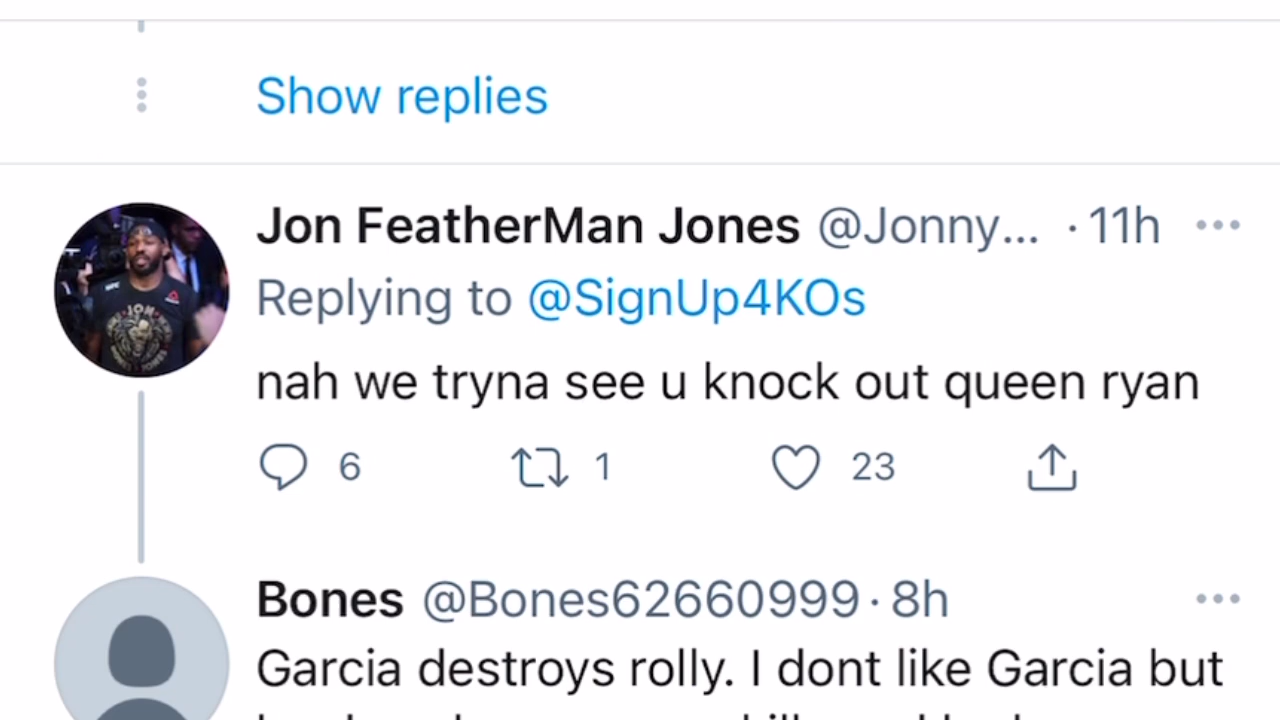 Show replies
Jon FeatherMan Jones @Jonny... · 11h
Replying to @SignUp4KOs
nah we tryna see u knock out queen ryan
6 1 23
Bones @Bones62660999 · 8h
Garcia destroys rolly. I dont like Garcia but